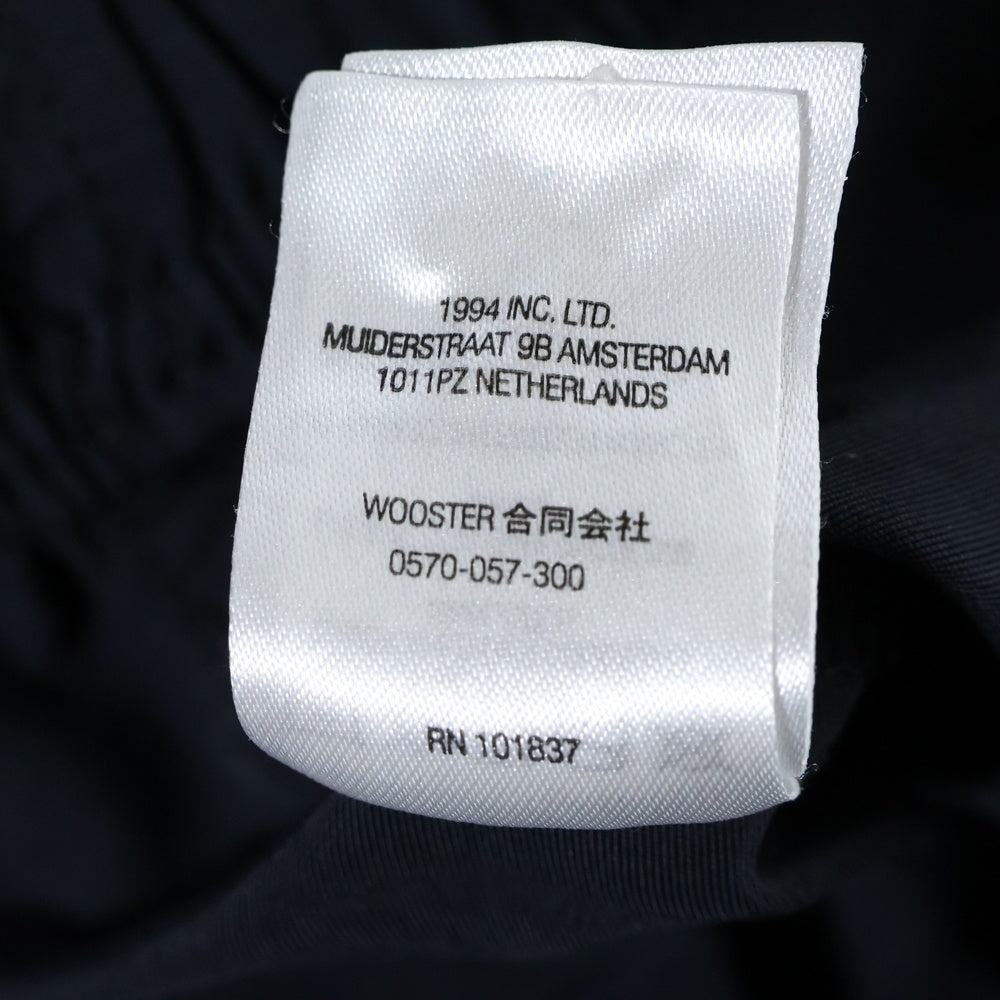 1994 INC. LTD.
MUIDERSTRAAT 9B AMSTERDAM
1011PZ NETHERLANDS
WOOSTER 合同会社
0570-057-300
RN 101837